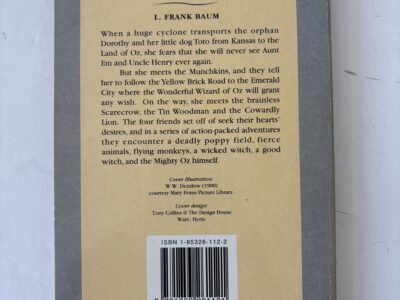 L. FRANK BAUM
When a huge cyclone transports the orphan
Dorothy and her little dog Toto from Kansas to the
Land of Oz, she fears that she will never see Aunt
Em and Uncle Henry ever again.
But she meets the Munchkins, and they tell
her to follow the Yellow Brick Road to the Emerald
City where the Wonderful Wizard of Oz will grant
any wish. On the way, she meets the brainless
Scarecrow, the Tin Woodman and the Cowardly
Lion. The four friends set off of seek their hearts'
desires, and in a series of action-packed adventures
they encounter a deadly poppy field, fierce
animals, flying monkeys, a wicked witch, a good
witch, and the Mighty Oz himself.
Cover illustration:
W.W. Denslow (1900)
courtesy Mary Evans Picture Library.
Cover design:
Tony Collins @ The Design House
Ware. Herts.
ISBN 1-85326-112-2